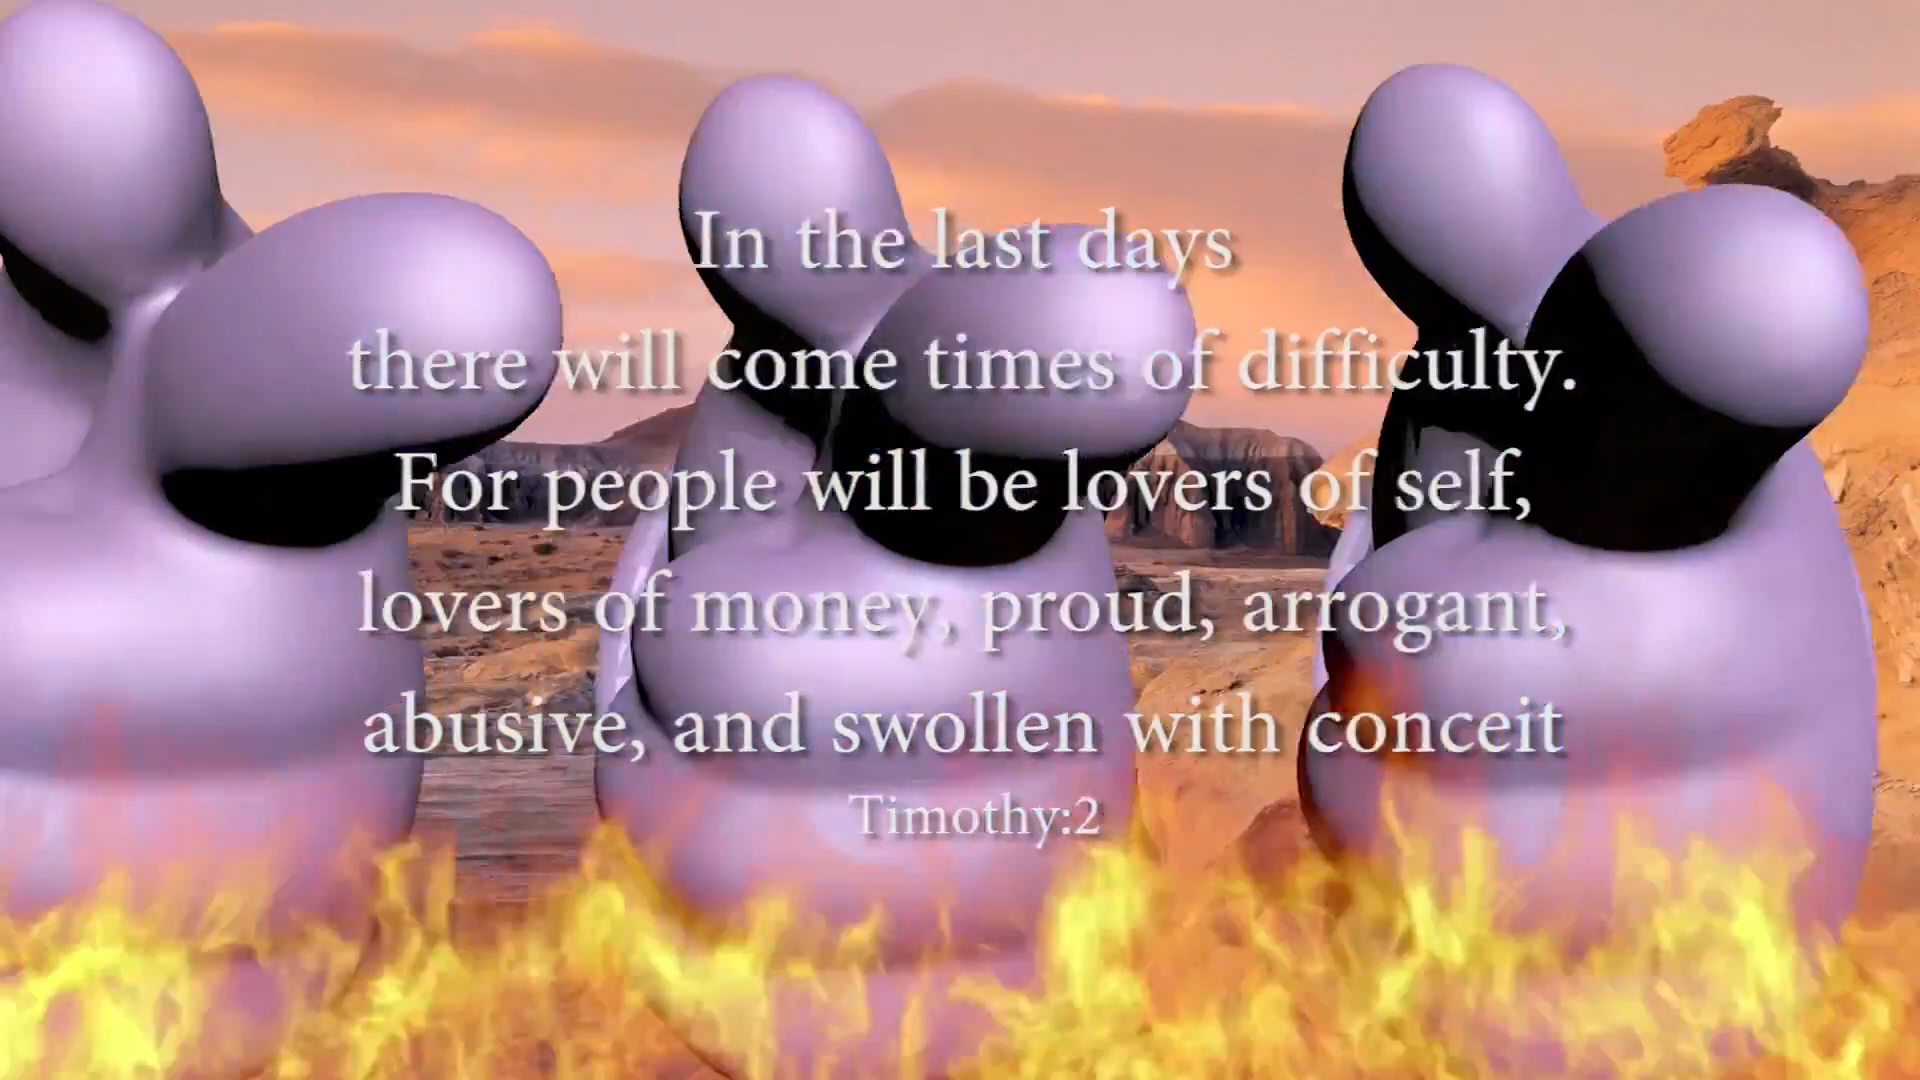 In the last days
there will come times of difficulty.
For people will be lovers of self,
lovers of money, proud, arrogant,
abusive, and swollen with conceit
Timothy:2